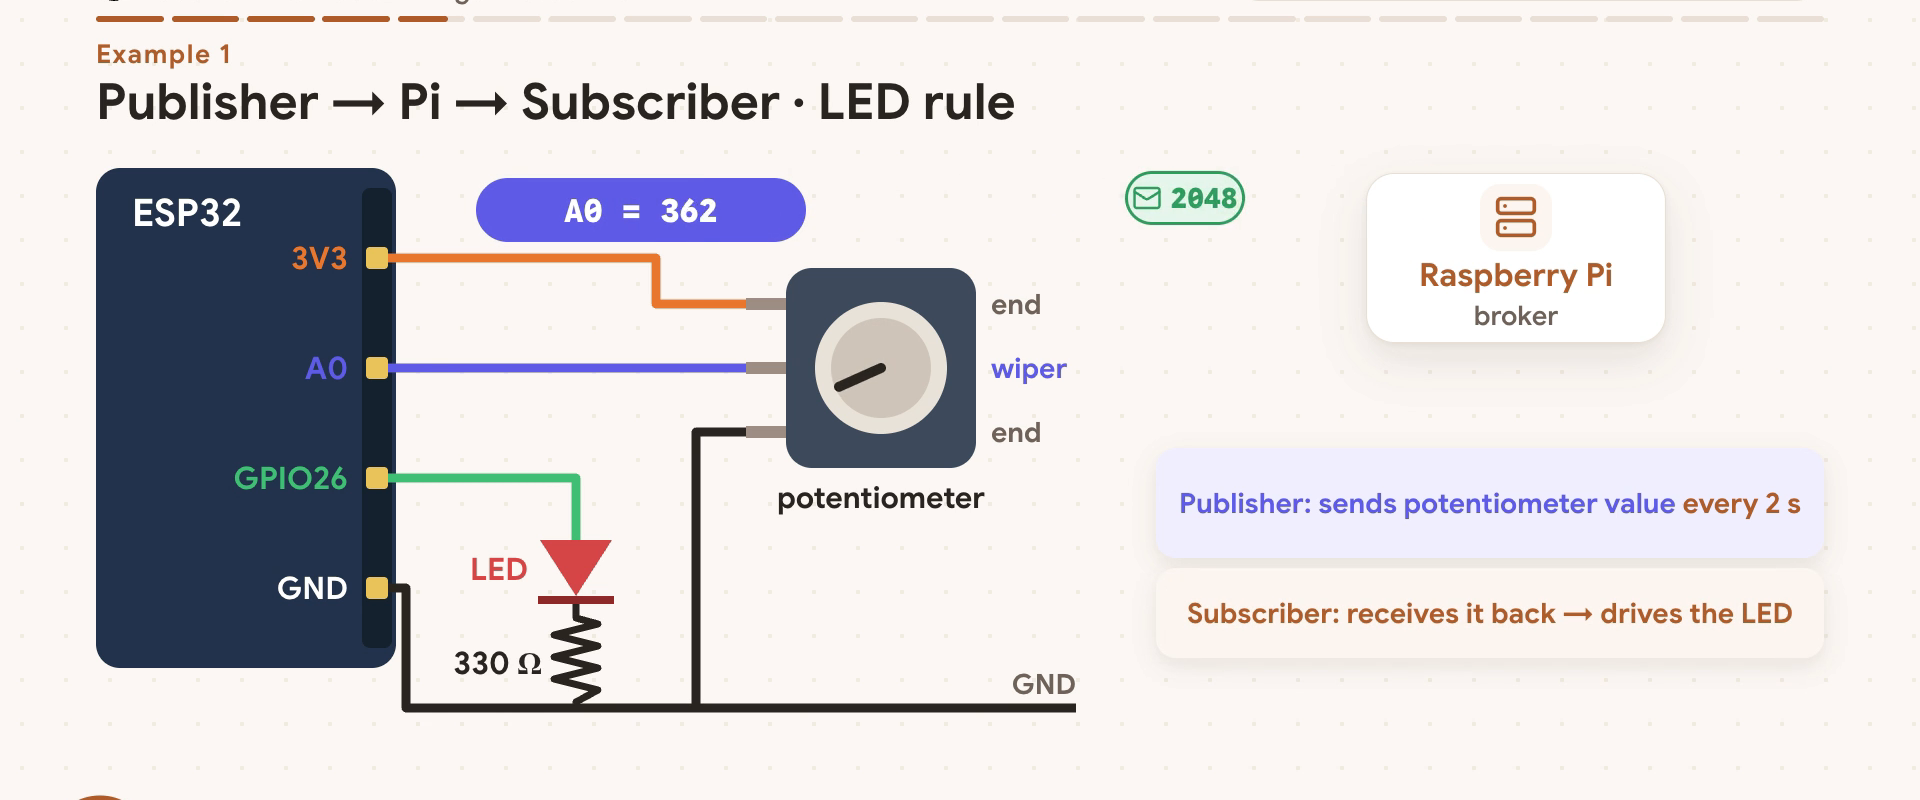 Example 1
Publisher → Pi → Subscriber · LED rule
ESP32
A0 = 362
2048
3V3
Raspberry Pi
broker
end
A0
wiper
end
GPIO26
potentiometer
Publisher: sends potentiometer value every 2 s
LED
GND
Subscriber: receives it back → drives the LED
330 Ω
GND